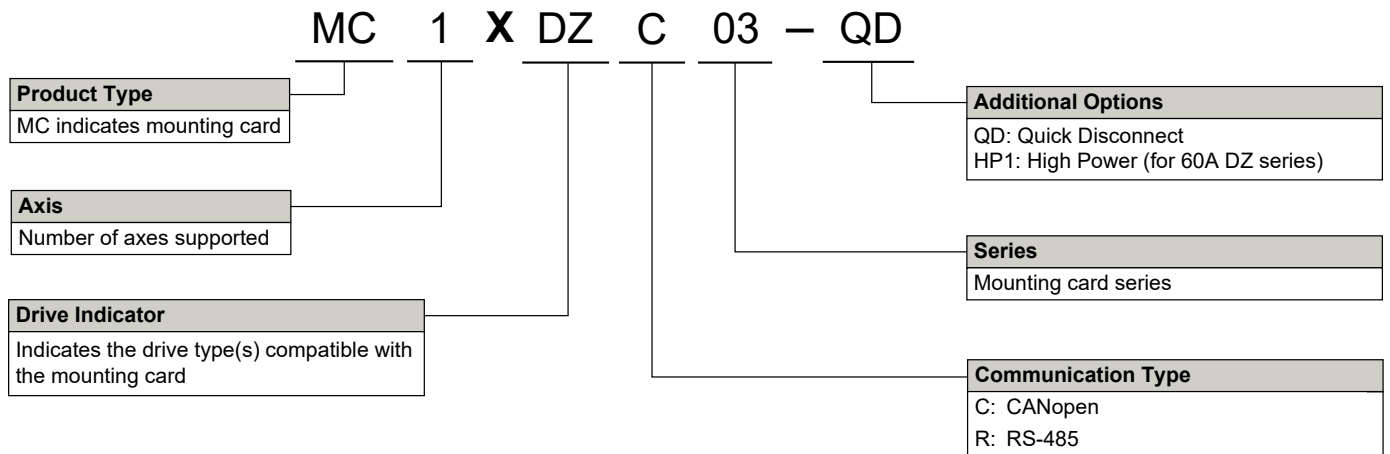 MC 1 X DZ C 03 – QD
Product Type
MC indicates mounting card
Axis
Number of axes supported
Drive Indicator
Indicates the drive type(s) compatible with
the mounting card
Additional Options
QD: Quick Disconnect
HP1: High Power (for 60A DZ series)
Series
Mounting card series
Communication Type
C: CANopen
R: RS-485